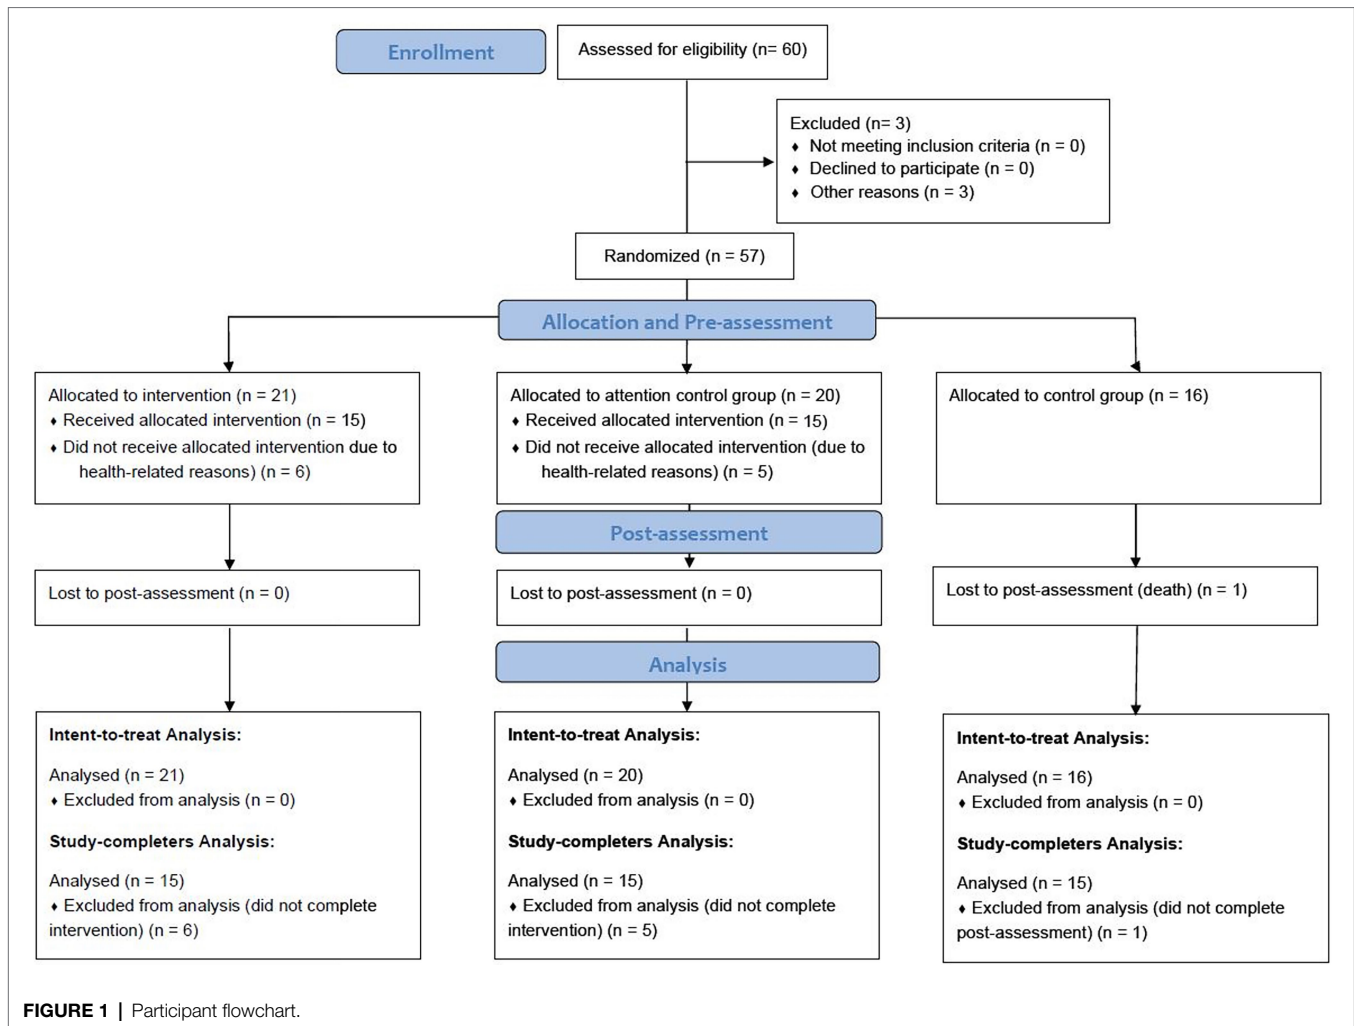 Enrollment
Assessed for eligibility (n= 60)
Excluded (n= 3)
♦ Not meeting inclusion criteria (n = 0)
♦ Declined to participate (n = 0)
♦ Other reasons (n = 3)
Randomized (n = 57)
Allocation and Pre-assessment
Allocated to intervention (n = 21)
♦ Received allocated intervention (n = 15)
♦ Did not receive allocated intervention due to
health-related reasons) (n = 6)
Allocated to attention control group (n = 20)
♦ Received allocated intervention (n = 15)
♦ Did not receive allocated intervention (due to
health-related reasons) (n = 5)
Allocated to control group (n = 16)
Post-assessment
Lost to post-assessment (n = 0)
Lost to post-assessment (n = 0)
Lost to post-assessment (death) (n = 1)
Analysis
Intent-to-treat Analysis:
Analysed (n = 21)
♦ Excluded from analysis (n = 0)
Study-completers Analysis:
Analysed (n = 15)
♦ Excluded from analysis (did not complete
intervention) (n = 6)
Intent-to-treat Analysis:
Analysed (n = 20)
♦ Excluded from analysis (n = 0)
Study-completers Analysis:
Analysed (n = 15)
♦ Excluded from analysis (did not complete
intervention) (n = 5)
Intent-to-treat Analysis:
Analysed (n = 16)
♦ Excluded from analysis (n = 0)
Study-completers Analysis:
Analysed (n = 15)
♦ Excluded from analysis (did not complete
post-assessment) (n = 1)
FIGURE 1 | Participant flowchart.